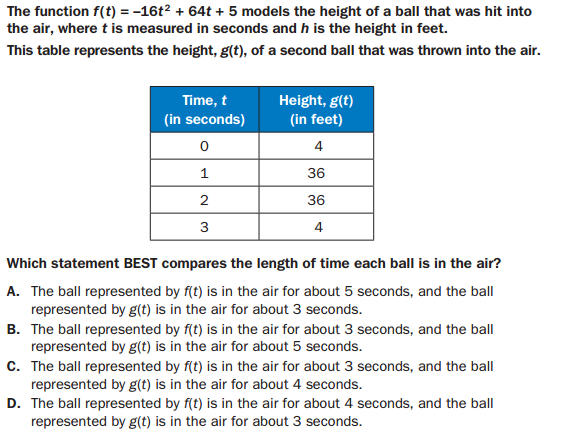 The function f(t) = –16t² + 64t + 5 models the height of a ball that was hit into
the air, where t is measured in seconds and h is the height in feet.
This table represents the height, g(t), of a second ball that was thrown into the air.
Time, t Height, g(t)
(in seconds) (in feet)
0 4
1 36
2 36
3 4
Which statement BEST compares the length of time each ball is in the air?
A. The ball represented by f(t) is in the air for about 5 seconds, and the ball
represented by g(t) is in the air for about 3 seconds.
B. The ball represented by f(t) is in the air for about 3 seconds, and the ball
represented by g(t) is in the air for about 5 seconds.
C. The ball represented by f(t) is in the air for about 3 seconds, and the ball
represented by g(t) is in the air for about 4 seconds.
D. The ball represented by f(t) is in the air for about 4 seconds, and the ball
represented by g(t) is in the air for about 3 seconds.